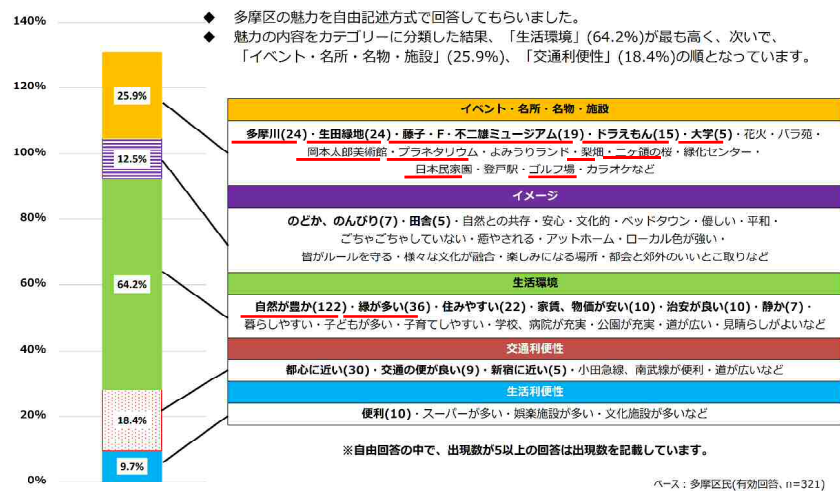 ◆ 多摩区の魅力を自由記述方式で回答してもらいました。
◆ 魅力の内容をカテゴリーに分類した結果、「生活環境」(64.2%)が最も高く、次いで、
「イベント・名所・名物・施設」(25.9%)、「交通利便性」(18.4%)の順となっています。
140%
120%
100%
80%
60%
40%
20%
0%
25.9%
12.5%
64.2%
18.4%
9.7%
イベント・名所・名物・施設
多摩川(24)・生田緑地(24)・藤子・F・不二雄ミュージアム(19)・ドラえもん(15)・大学(5)・花火・バラ苑・
岡本太郎美術館・プラネタリウム・よみうりランド・梨畑・二ヶ領の桜・緑化センター・
日本民家園・登戸駅・ゴルフ場・カラオケなど
イメージ
のどか、のんびり(7)・田舎(5)・自然との共存・安心・文化的・ベッドタウン・優しい・平和・
ごちゃごちゃしていない・癒やされる・アットホーム・ローカル色が強い・
皆がルールを守る・様々な文化が融合・楽しみになる場所・都会と郊外のいいとこ取りなど
生活環境
自然が豊か(122)・緑が多い(36)・住みやすい(22)・家賃、物価が安い(10)・治安が良い(10)・静か(7)・
暮らしやすい・子どもが多い・子育てしやすい・学校、病院が充実・公園が充実・道が広い・見晴らしがよいなど
交通利便性
都心に近い(30)・交通の便が良い(9)・新宿に近い(5)・小田急線、南武線が便利・道が広いなど
生活利便性
便利(10)・スーパーが多い・娯楽施設が多い・文化施設が多いなど
※自由回答の中で、出現数が5以上の回答は出現数を記載しています。
ベース：多摩区民(有効回答、n=321)